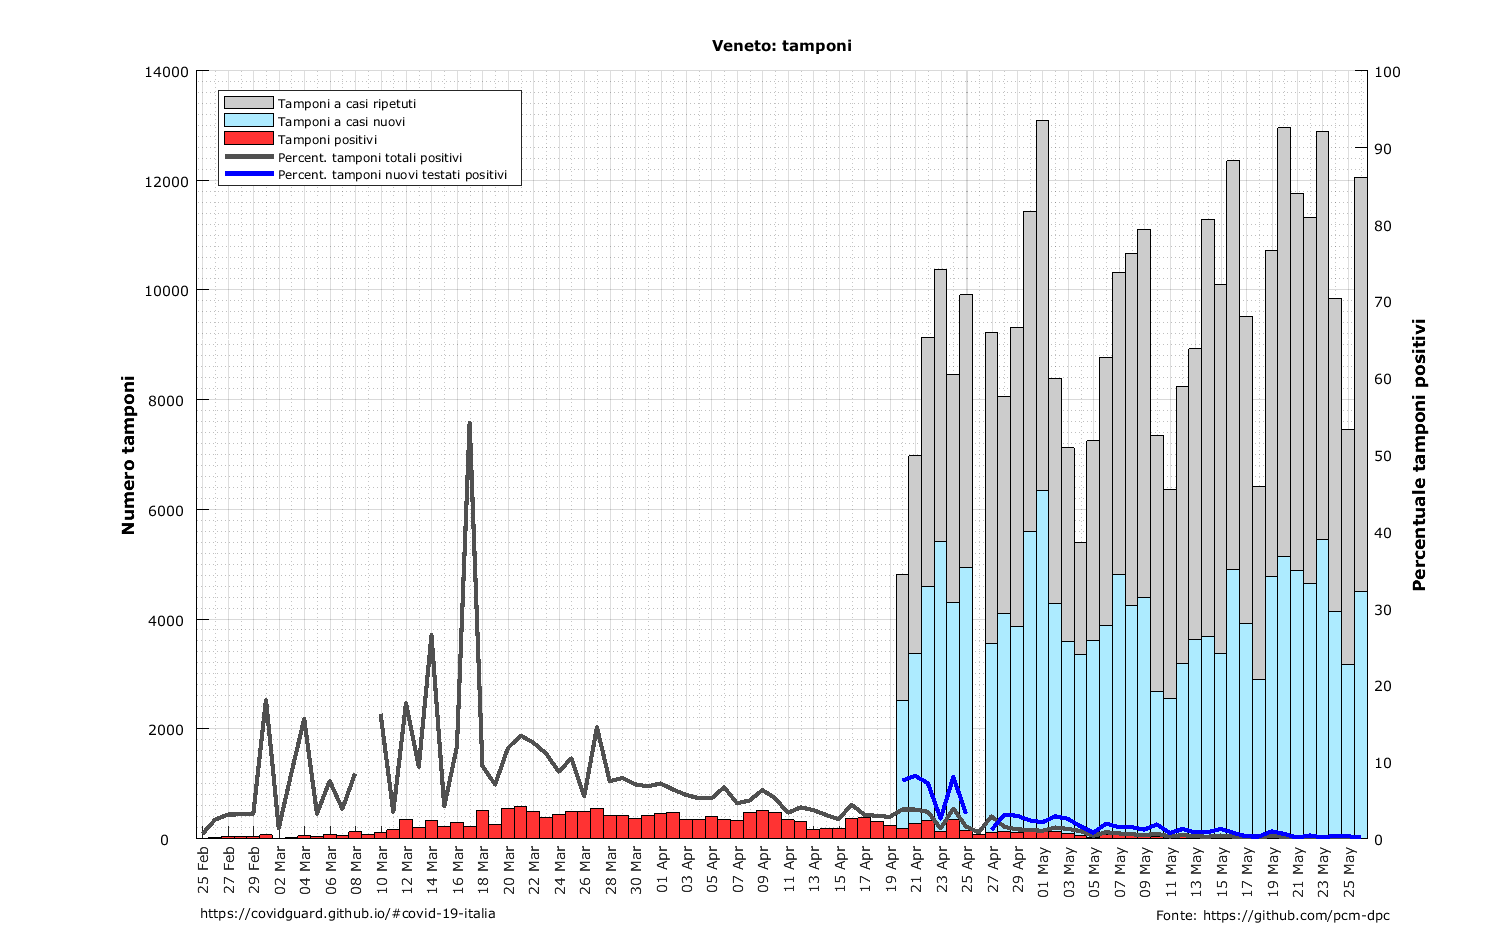 Veneto: tamponi
Tamponi a casi ripetuti
Tamponi a casi nuovi
Tamponi positivi
Percent. tamponi totali positivi
Percent. tamponi nuovi testati positivi
Numero tamponi
14000
12000
10000
8000
6000
4000
2000
0
Percentuale tamponi positivi
100
90
80
70
60
50
40
30
20
10
0
25 Feb
27 Feb
29 Feb
02 Mar
04 Mar
06 Mar
08 Mar
10 Mar
12 Mar
14 Mar
16 Mar
18 Mar
20 Mar
22 Mar
24 Mar
26 Mar
28 Mar
30 Mar
01 Apr
03 Apr
05 Apr
07 Apr
09 Apr
11 Apr
13 Apr
15 Apr
17 Apr
19 Apr
21 Apr
23 Apr
25 Apr
27 Apr
29 Apr
01 May
03 May
05 May
07 May
09 May
11 May
13 May
15 May
17 May
19 May
21 May
23 May
25 May
https://covidguard.github.io/#covid-19-italia
Fonte: https://github.com/pcm-dpc